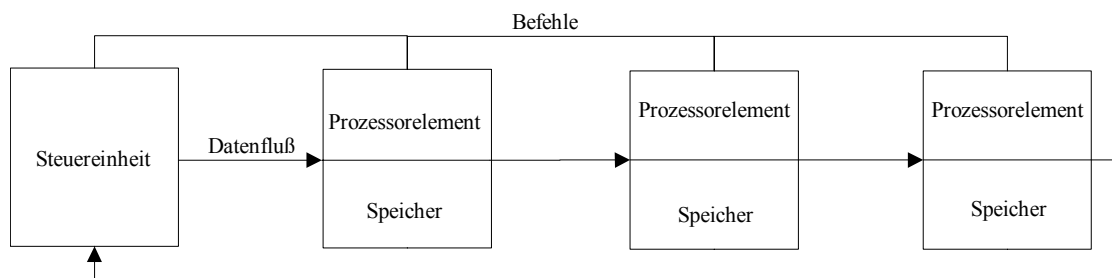 Befehle
Steuereinheit
Datenfluß
Prozessorelement
Speicher
Prozessorelement
Speicher
Prozessorelement
Speicher